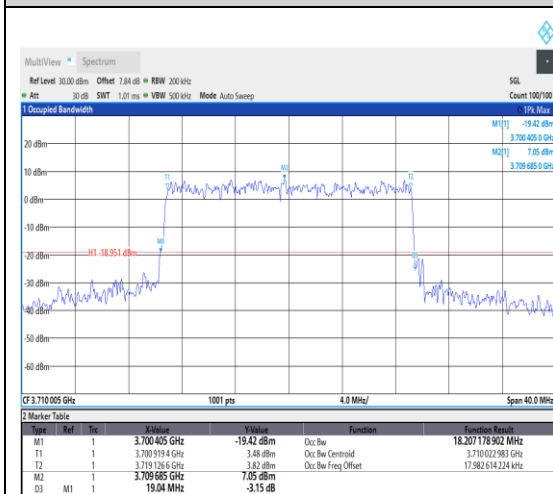 MultiView Spectrum
Ref Level 30.00 dBm Offset 7.84 dB RBW 200 kHz SGL
Att 30 dB SWT 1.01 ms VBW 500 kHz Mode Auto Sweep Count 100/100
1 Occupied Bandwidth 1Pk Max
M1[1] -19.42 dBm
3.700 405 0 GHz
M2[1] 7.05 dBm
3.709 685 0 GHz
20 dBm
10 dBm
0 dBm
-10 dBm
-20 dBm
-30 dBm
-40 dBm
-50 dBm
-60 dBm
T1
M2
T2
M1
H1 -18.951 dBm
CF 3.710 005 GHz 1001 pts 4.0 MHz/ Span 40.0 MHz
2 Marker Table
Type Ref Trc X-Value Y-Value Function Function Result
M1 1 3.700 405 GHz -19.42 dBm Occ Bw 18.207 178 902 MHz
T1 1 3.700 919 4 GHz 3.48 dBm Occ Bw Centroid 3.710 022 983 GHz
T2 1 3.719 126 6 GHz 3.82 dBm Occ Bw Freq Offset 17.982 614 224 kHz
M2 1 3.709 685 GHz 7.05 dBm
D3 M1 1 19.04 MHz -3.15 dB